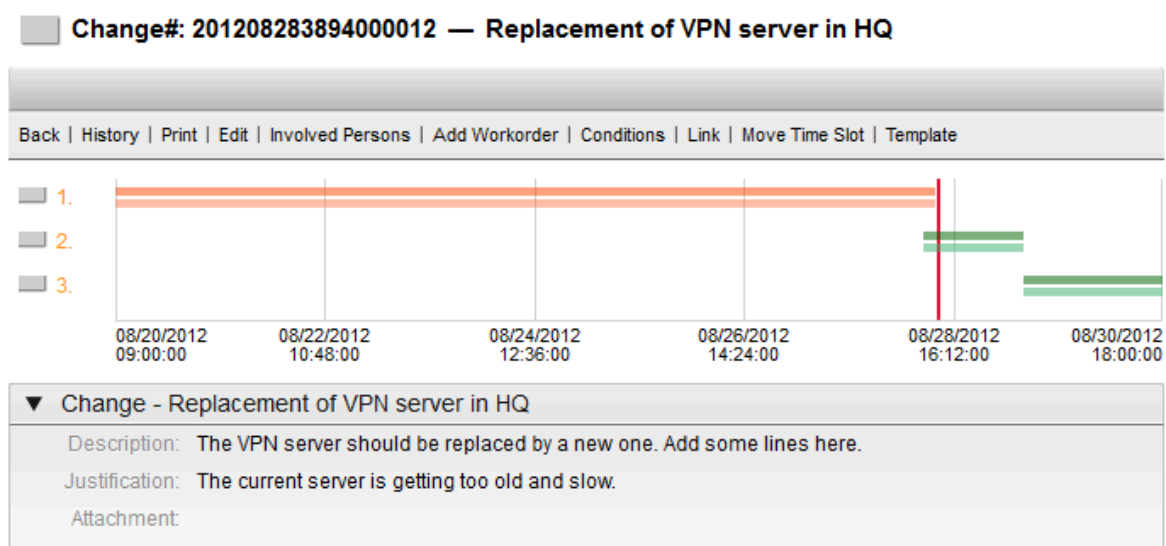 Change#: 201208283894000012 — Replacement of VPN server in HQ
Back | History | Print | Edit | Involved Persons | Add Workorder | Conditions | Link | Move Time Slot | Template
1.
2.
3.
08/20/2012 08/22/2012 08/24/2012 08/26/2012 08/28/2012 08/30/2012
09:00:00 10:48:00 12:36:00 14:24:00 16:12:00 18:00:00
▼ Change - Replacement of VPN server in HQ
Description: The VPN server should be replaced by a new one. Add some lines here.
Justification: The current server is getting too old and slow.
Attachment: